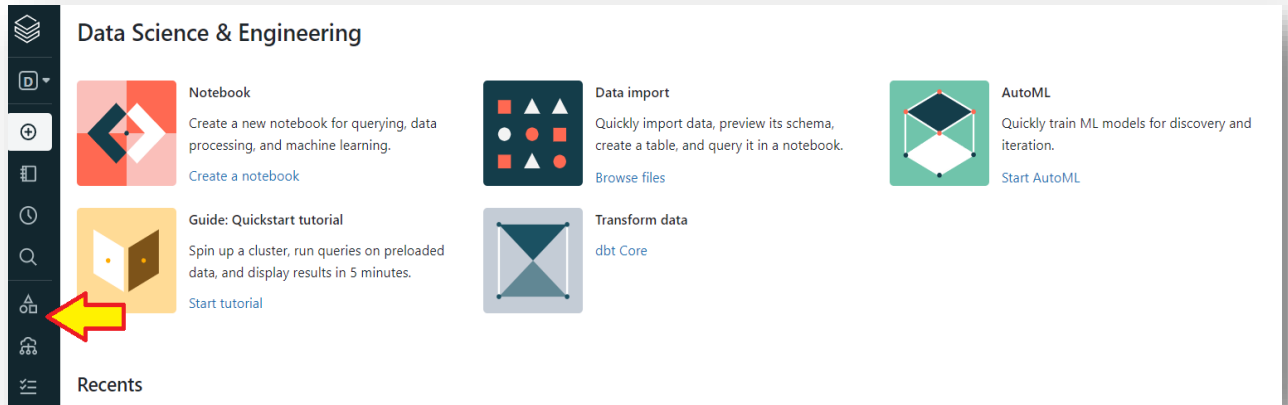 Data Science & Engineering
D
Notebook
Create a new notebook for querying, data
processing, and machine learning.
Create a notebook
Data import
Quickly import data, preview its schema,
create a table, and query it in a notebook.
Browse files
AutoML
Quickly train ML models for discovery and
iteration.
Start AutoML
Guide: Quickstart tutorial
Spin up a cluster, run queries on preloaded
data, and display results in 5 minutes.
Start tutorial
Transform data
dbt Core
Recents